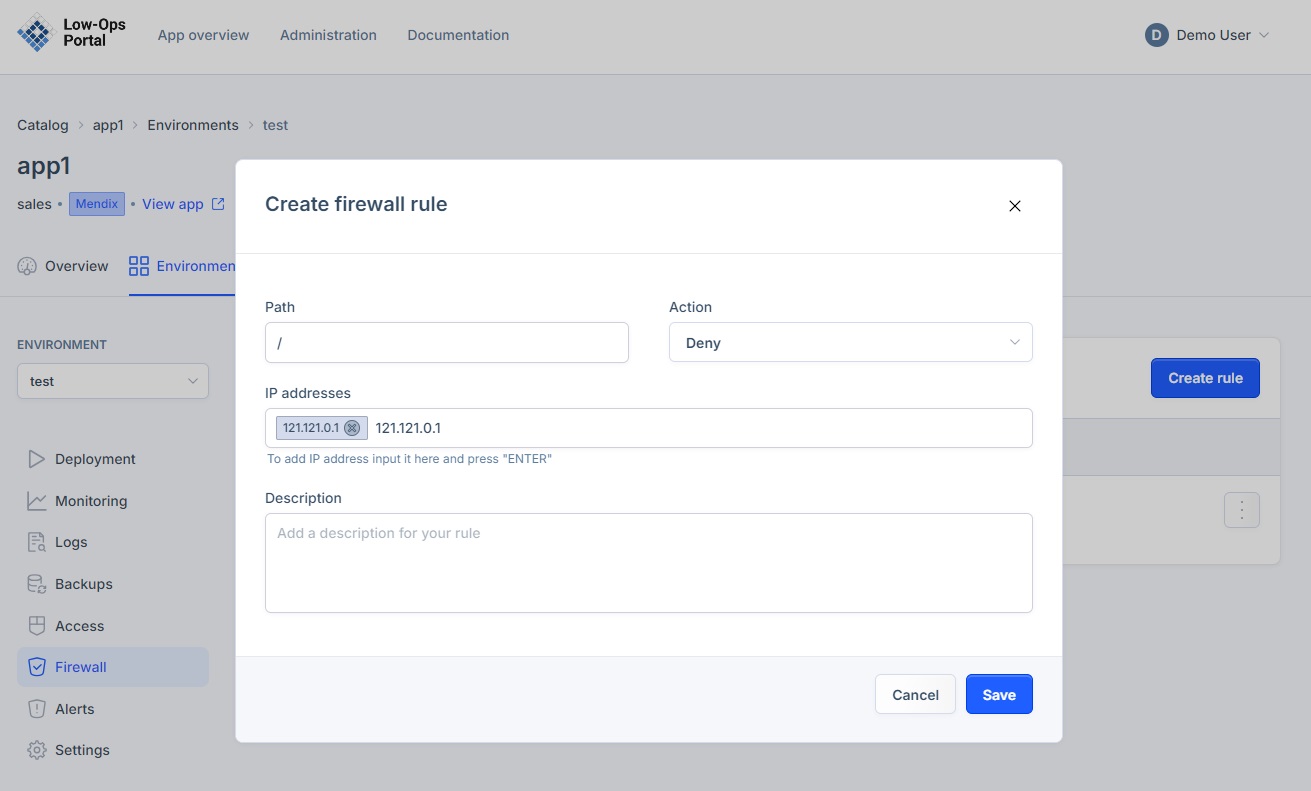 Low-Ops
Portal
App overview
Administration
Documentation
D
Demo User
Catalog
app1
Environments
test
app1
sales • Mendix • View app
Overview
Environmen
ENVIRONMENT
test
Deployment
Monitoring
Logs
Backups
Access
Firewall
Alerts
Settings
Create rule
Create firewall rule
Path
/
Action
Deny
IP addresses
121.121.0.1
121.121.0.1
To add IP address input it here and press "ENTER"
Description
Add a description for your rule
Cancel
Save